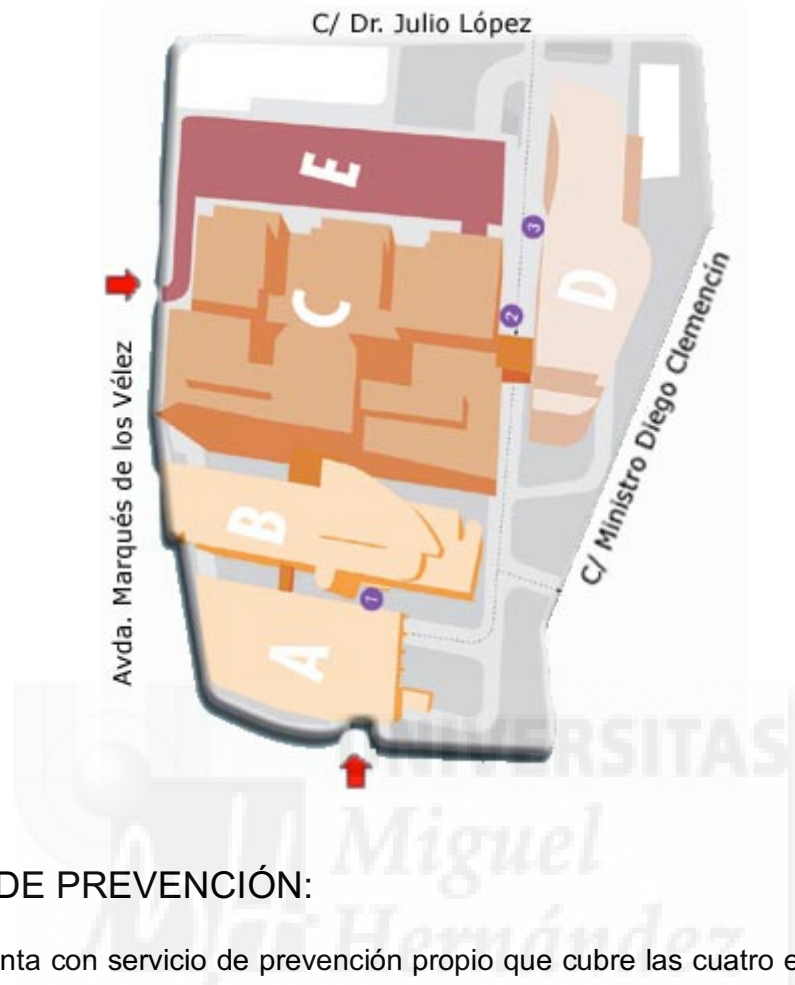 C/ Dr. Julio López
E
3
C
2
D
Avda. Marqués de los Vélez
C/ Ministro Diego Clemencín
B
1
A
UNIVERSITAS
Miguel
Hernández
DE PREVENCIÓN:
nta con servicio de prevención propio que cubre las cuatro e